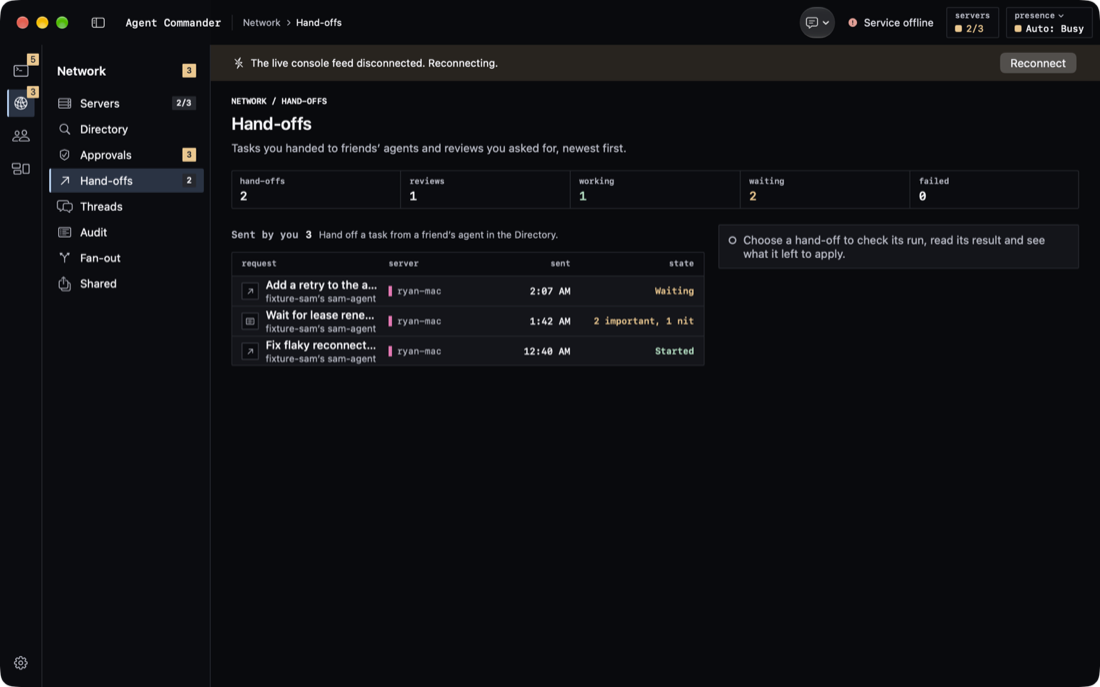 Agent Commander
Network > Hand-offs
Service offline
servers
2/3
presence
Auto: Busy
5
3
Network 3
Servers 2/3
Directory
Approvals 3
Hand-offs 2
Threads
Audit
Fan-out
Shared
The live console feed disconnected. Reconnecting.
Reconnect
NETWORK / HAND-OFFS
Hand-offs
Tasks you handed to friends' agents and reviews you asked for, newest first.
hand-offs reviews working waiting failed
2 1 1 2 0
Sent by you 3 Hand off a task from a friend's agent in the Directory.
request server sent state
Add a retry to the a...
fixture-sam's sam-agent
ryan-mac 2:07 AM Waiting
Wait for lease rene...
fixture-sam's sam-agent
ryan-mac 1:42 AM 2 important, 1 nit
Fix flaky reconnect...
fixture-sam's sam-agent
ryan-mac 12:40 AM Started
Choose a hand-off to check its run, read its result and see
what it left to apply.